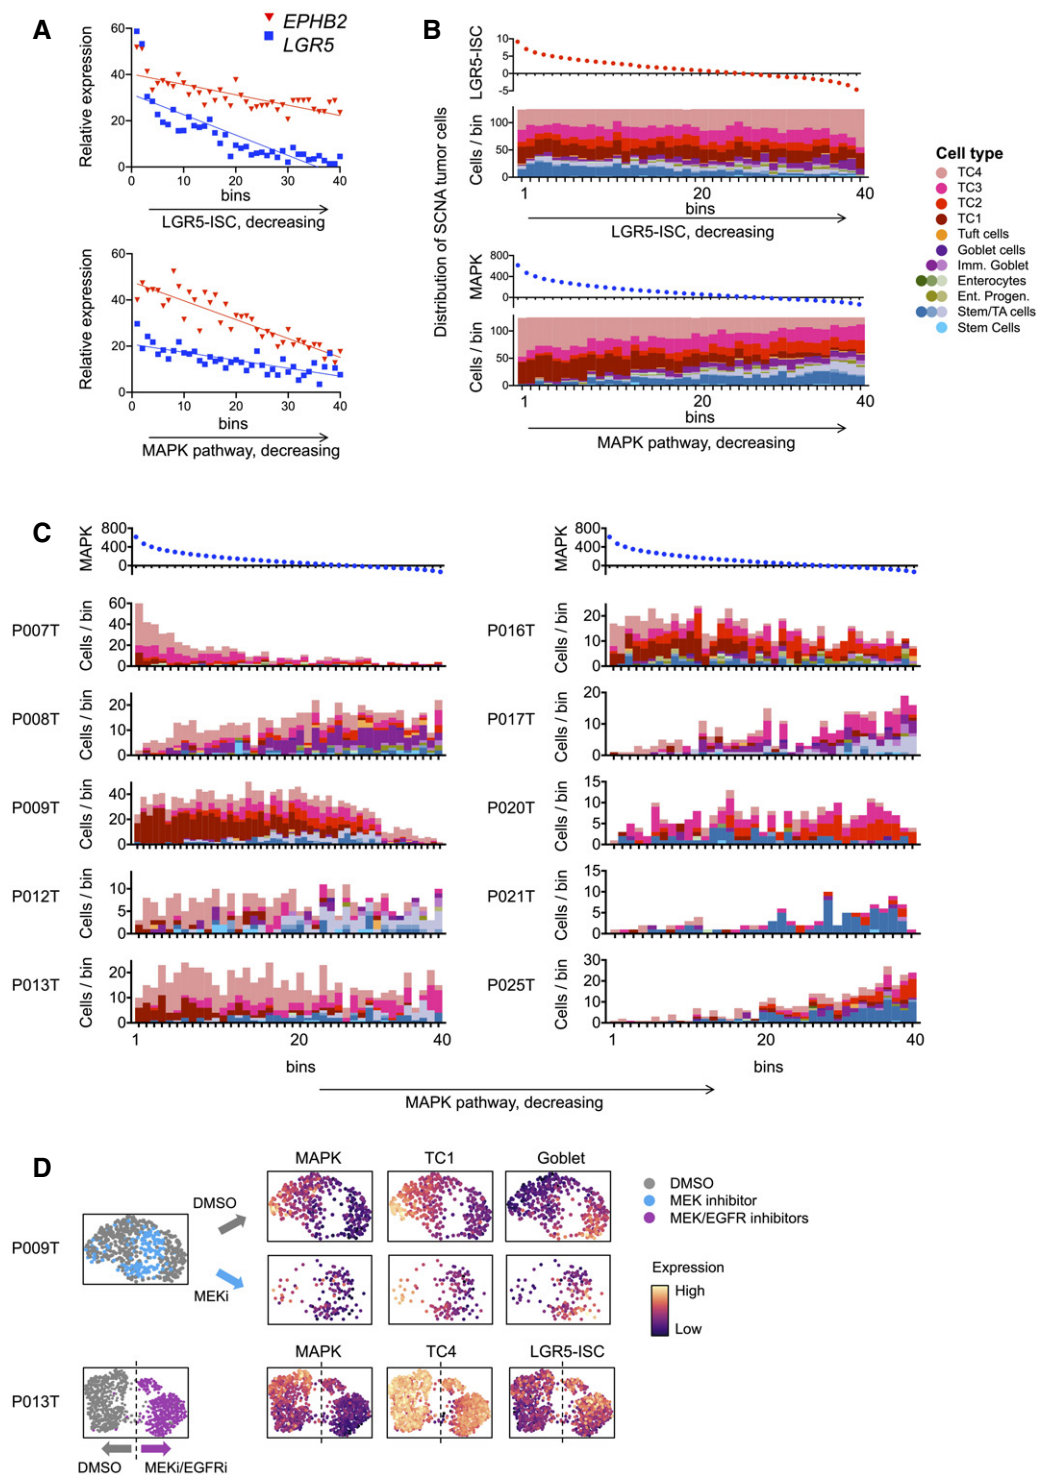 A
EPHB2
LGR5
Relative expression
60
40
20
0
0
10
20
30
40
bins
LGR5-ISC, decreasing
Relative expression
60
40
20
0
0
10
20
30
40
bins
MAPK pathway, decreasing
B
Distribution of SCNA tumor cells
LGR5-ISC
10
5
0
-5
Cells / bin
100
50
0
1
20
40
bins
LGR5-ISC, decreasing
MAPK
800
400
0
Cells / bin
100
50
0
1
20
40
bins
MAPK pathway, decreasing
Cell type
TC4
TC3
TC2
TC1
Tuft cells
Goblet cells
Imm. Goblet
Enterocytes
Ent. Progen.
Stem/TA cells
Stem Cells
C
MAPK
800
400
0
P007T
Cells / bin
60
40
20
0
P008T
Cells / bin
20
10
0
P009T
Cells / bin
40
20
0
P012T
Cells / bin
10
5
0
P013T
Cells / bin
20
10
0
1
20
40
bins
MAPK
800
400
0
P016T
Cells / bin
20
10
0
P017T
Cells / bin
20
10
0
P020T
Cells / bin
15
10
5
0
P021T
Cells / bin
15
10
5
0
P025T
Cells / bin
30
20
10
0
1
20
40
bins
MAPK pathway, decreasing
D
P009T
DMSO
MEKi
MAPK
TC1
Goblet
DMSO
MEK inhibitor
MEK/EGFR inhibitors
Expression
High
Low
P013T
DMSO
MEKi/EGFRi
MAPK
TC4
LGR5-ISC